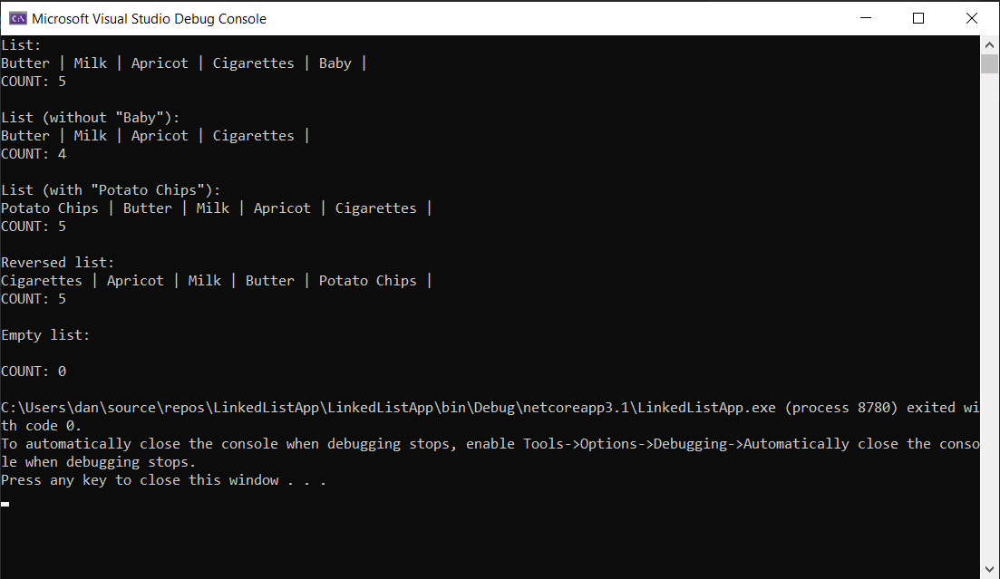 Microsoft Visual Studio Debug Console
List:
Butter | Milk | Apricot | Cigarettes | Baby |
COUNT: 5
List (without "Baby"):
Butter | Milk | Apricot | Cigarettes |
COUNT: 4
List (with "Potato Chips"):
Potato Chips | Butter | Milk | Apricot | Cigarettes |
COUNT: 5
Reversed list:
Cigarettes | Apricot | Milk | Butter | Potato Chips |
COUNT: 5
Empty list:
COUNT: 0
C:\Users\dan\source\repos\LinkedListApp\LinkedListApp\bin\Debug\netcoreapp3.1\LinkedListApp.exe (process 8780) exited wi
th code 0.
To automatically close the console when debugging stops, enable Tools->Options->Debugging->Automatically close the conso
le when debugging stops.
Press any key to close this window . . .